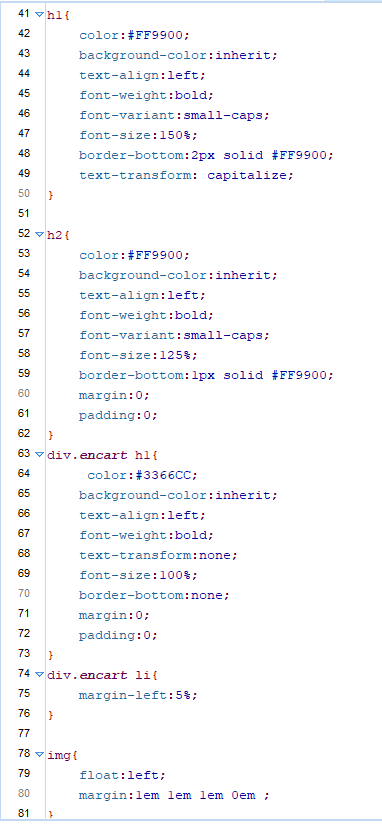 41 h1{
42 color:#FF9900;
43 background-color:inherit;
44 text-align:left;
45 font-weight:bold;
46 font-variant:small-caps;
47 font-size:150%;
48 border-bottom:2px solid #FF9900;
49 text-transform: capitalize;
50 }
51
52 h2{
53 color:#FF9900;
54 background-color:inherit;
55 text-align:left;
56 font-weight:bold;
57 font-variant:small-caps;
58 font-size:125%;
59 border-bottom:1px solid #FF9900;
60 margin:0;
61 padding:0;
62 }
63 div.encart h1{
64 color:#3366CC;
65 background-color:inherit;
66 text-align:left;
67 font-weight:bold;
68 text-transform:none;
69 font-size:100%;
70 border-bottom:none;
71 margin:0;
72 padding:0;
73 }
74 div.encart li{
75 margin-left:5%;
76 }
77
78 img{
79 float:left;
80 margin:1em 1em 1em 0em ;
81 }